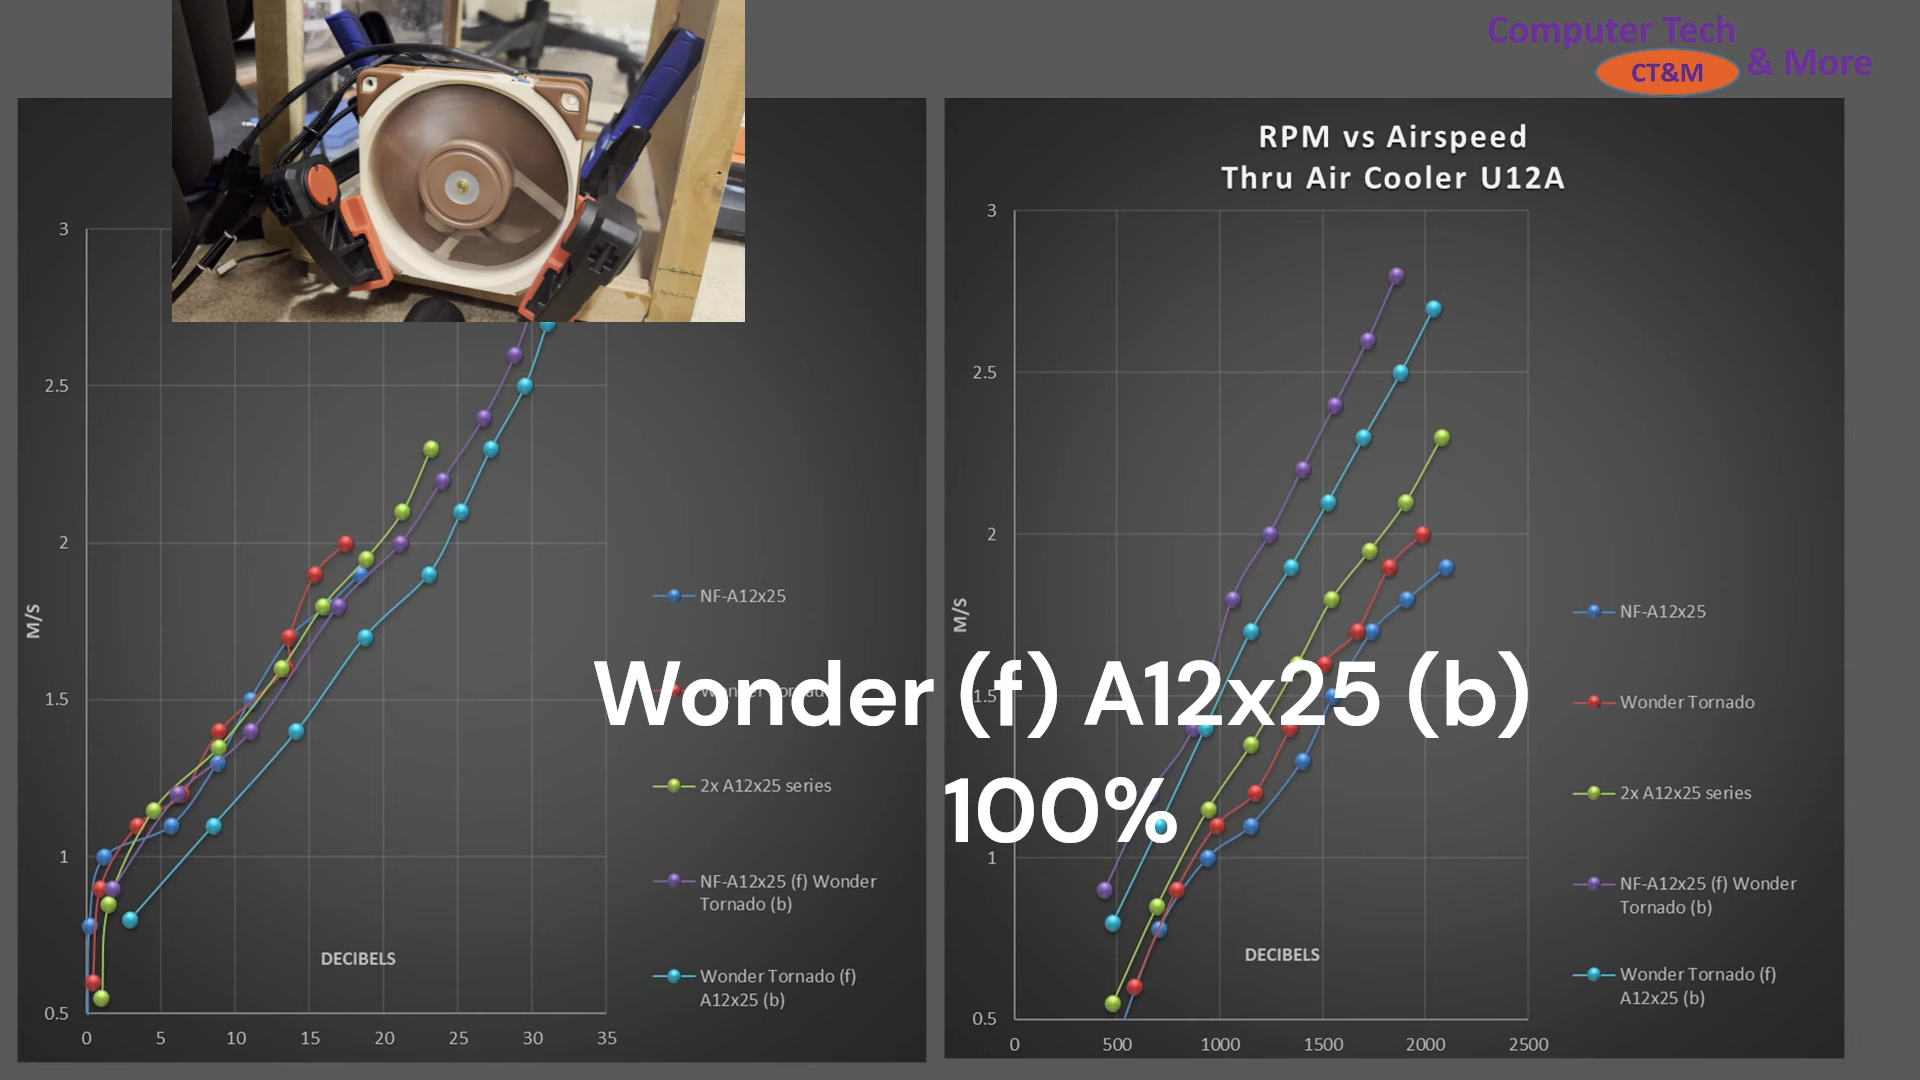 Computer Tech
CT&M
& More
3
2.5
2
1.5
1
0.5
0 5 10 15 20 25 30 35
M/S
DECIBELS
NF-A12x25
Wonder Tornado
2x A12x25 series
NF-A12x25 (f) Wonder
Tornado (b)
Wonder Tornado (f)
A12x25 (b)
RPM vs Airspeed
Thru Air Cooler U12A
3
2.5
2
1.5
1
0.5
0 500 1000 1500 2000 2500
M/S
DECIBELS
NF-A12x25
Wonder Tornado
2x A12x25 series
NF-A12x25 (f) Wonder
Tornado (b)
Wonder Tornado (f)
A12x25 (b)
Wonder (f) A12x25 (b)
100%